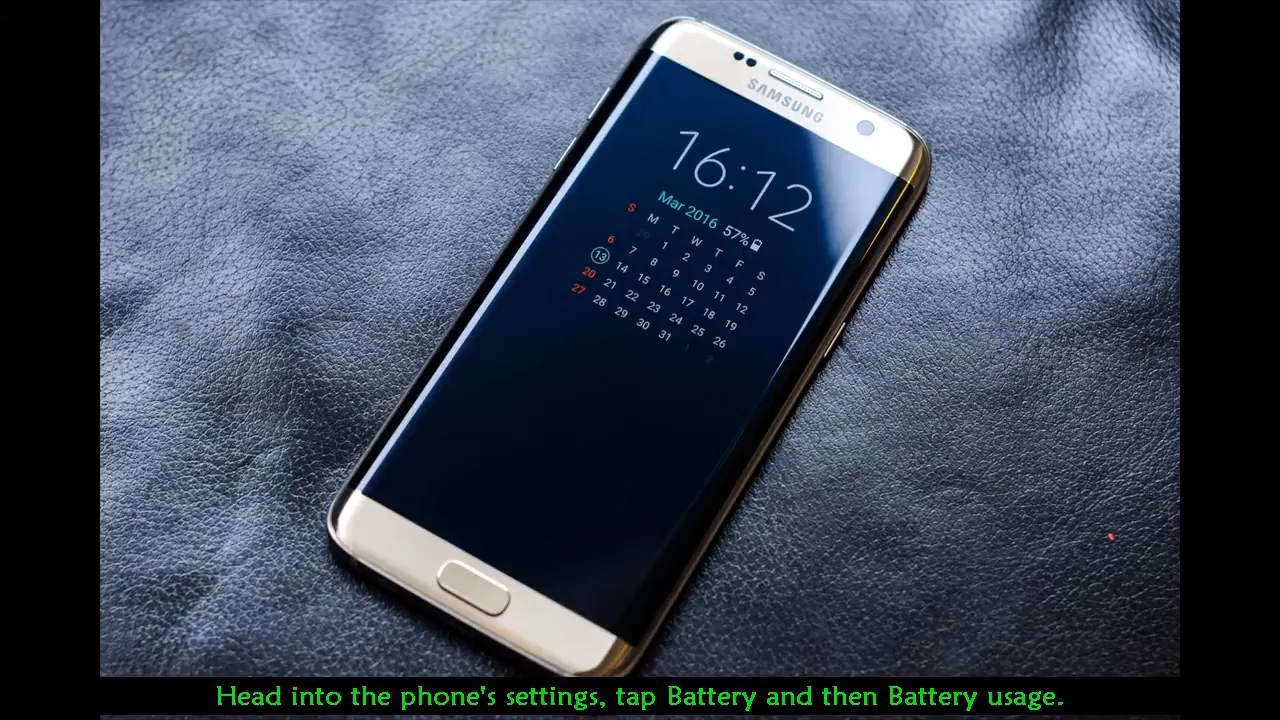 SAMSUNG
16:12
Mar 2016 57%
S M T W T F S
1 2 3 4 5
6 7 8 9 10 11 12
13 14 15 16 17 18 19
20 21 22 23 24 25 26
27 28 29 30 31 1 2
Head into the phone's settings, tap Battery and then Battery usage.